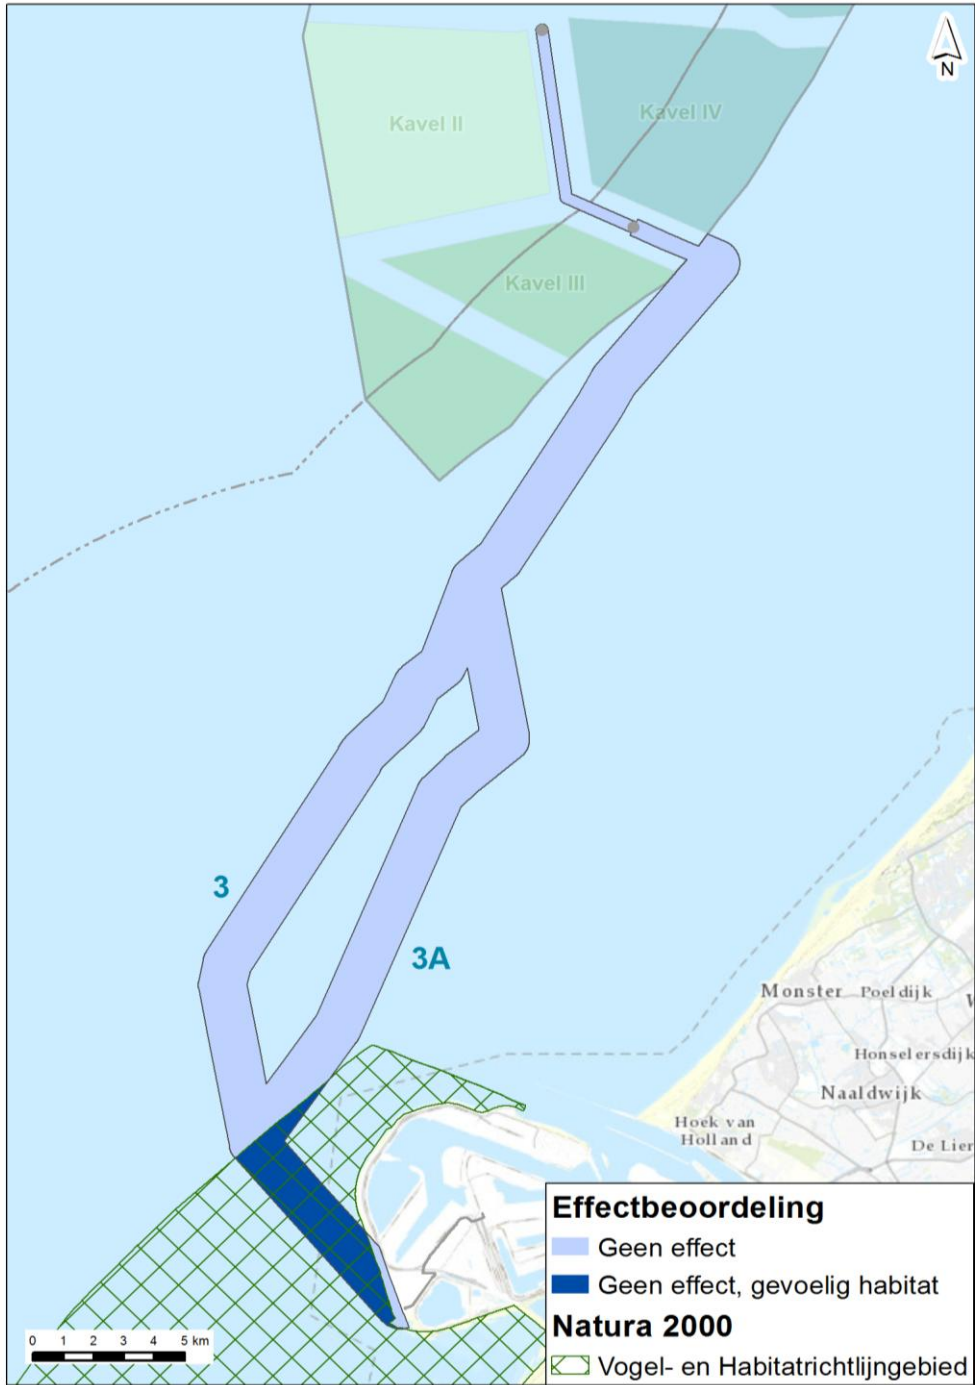 N
Kavel II
Kavel IV
Kavel III
3
3A
Monster Poeldijk
W
Honselersdijk
Naaldwijk
Hoek van
Holland
De Lier
Effectbeoordeling
Geen effect
Geen effect, gevoelig habitat
Natura 2000
Vogel- en Habitatrichtlijngebied
0 1 2 3 4 5 km